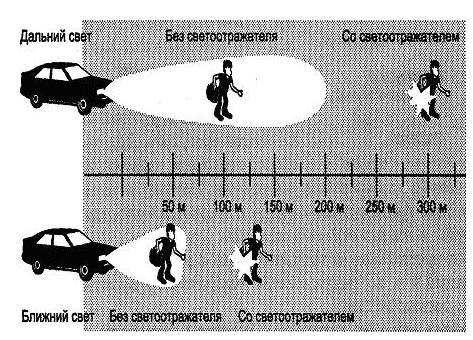 Дальний свет Без светоотражателя Со светоотражателем
50 м 100 м 150 м 200 м 250 м 300 м
Ближний свет Без светоотражателя Со светоотражателем